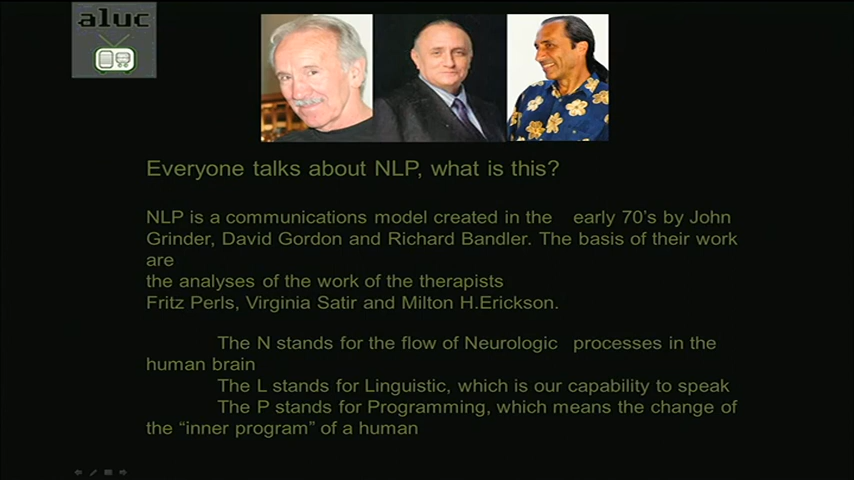 aluc
Everyone talks about NLP, what is this?
NLP is a communications model created in the early 70's by John
Grinder, David Gordon and Richard Bandler. The basis of their work
are
the analyses of the work of the therapists
Fritz Perls, Virginia Satir and Milton H.Erickson.
The N stands for the flow of Neurologic processes in the
human brain
The L stands for Linguistic, which is our capability to speak
The P stands for Programming, which means the change of
the “inner program” of a human